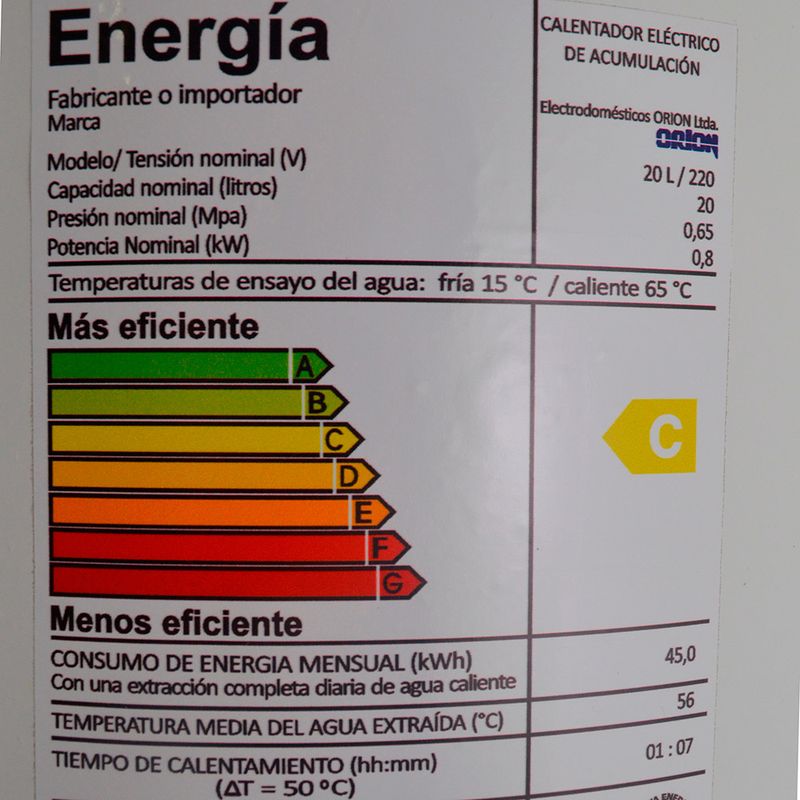 Energía
CALENTADOR ELÉCTRICO
DE ACUMULACIÓN
Fabricante o importador
Electrodomésticos ORION Ltda.
Marca
ORION
Modelo/ Tensión nominal (V)
20 L / 220
Capacidad nominal (litros)
20
Presión nominal (Mpa)
0,65
Potencia Nominal (kW)
0,8
Temperaturas de ensayo del agua: fría 15 °C / caliente 65 °C
Más eficiente
A
B
C
C
D
E
F
G
Menos eficiente
CONSUMO DE ENERGIA MENSUAL (kWh)
45,0
Con una extracción completa diaria de agua caliente
TEMPERATURA MEDIA DEL AGUA EXTRAÍDA (°C)
56
TIEMPO DE CALENTAMIENTO (hh:mm)
01 : 07
(ΔT = 50 ºC)